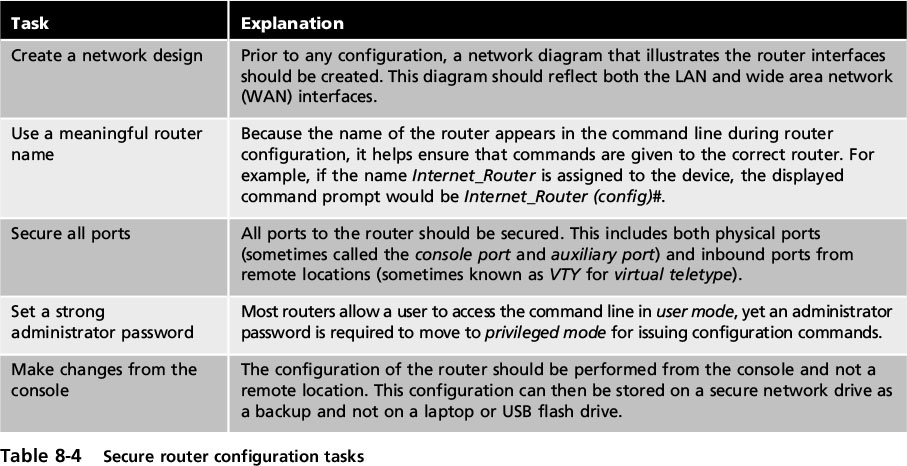 Task Explanation
Create a network design Prior to any configuration, a network diagram that illustrates the router interfaces
should be created. This diagram should reflect both the LAN and wide area network
(WAN) interfaces.
Use a meaningful router Because the name of the router appears in the command line during router
name configuration, it helps ensure that commands are given to the correct router. For
example, if the name Internet_Router is assigned to the device, the displayed
command prompt would be Internet_Router (config)#.
Secure all ports All ports to the router should be secured. This includes both physical ports
(sometimes called the console port and auxiliary port) and inbound ports from
remote locations (sometimes known as VTY for virtual teletype).
Set a strong Most routers allow a user to access the command line in user mode, yet an administrator
administrator password password is required to move to privileged mode for issuing configuration commands.
Make changes from the The configuration of the router should be performed from the console and not a
console remote location. This configuration can then be stored on a secure network drive as
a backup and not on a laptop or USB flash drive.
Table 8-4 Secure router configuration tasks